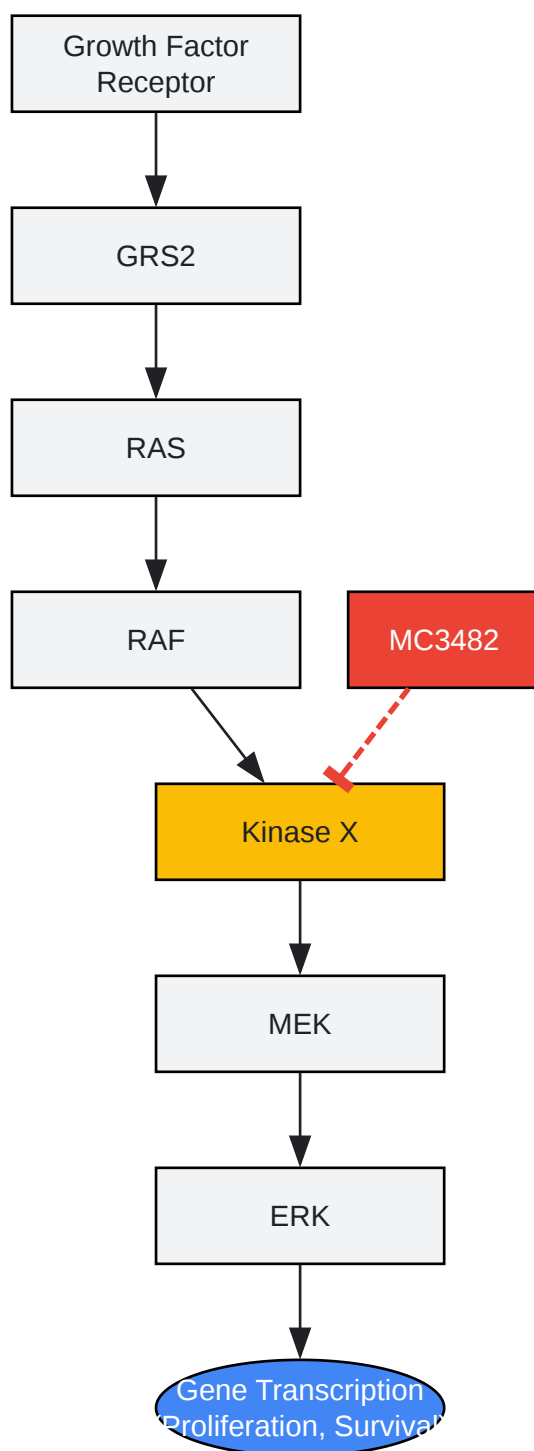 Growth Factor
Receptor
GRS2
RAS
RAF
MC3482
Kinase X
MEK
ERK
Gene Transcription
(Proliferation, Survival)